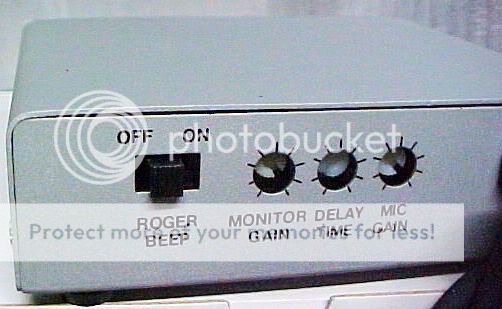 OFF ON
photobucket
ROGER BEEP
MONITOR GAIN
DELAY TIME
MIC GAIN
Protect more of your memories for less!